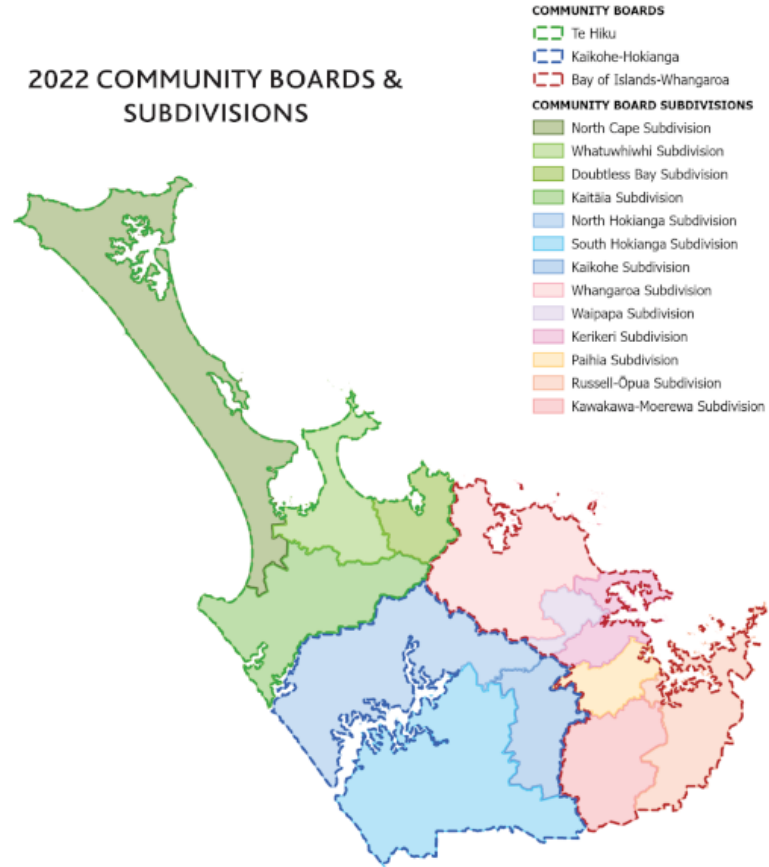 2022 COMMUNITY BOARDS &
SUBDIVISIONS
COMMUNITY BOARDS
Te Hiku
Kaikohe-Hokianga
Bay of Islands-Whangaroa
COMMUNITY BOARD SUBDIVISIONS
North Cape Subdivision
Whatuwhiwhi Subdivision
Doubtless Bay Subdivision
Kaitāia Subdivision
North Hokianga Subdivision
South Hokianga Subdivision
Kaikohe Subdivision
Whangaroa Subdivision
Waipapa Subdivision
Kerikeri Subdivision
Paihia Subdivision
Russell-Ōpua Subdivision
Kawakawa-Moerewa Subdivision